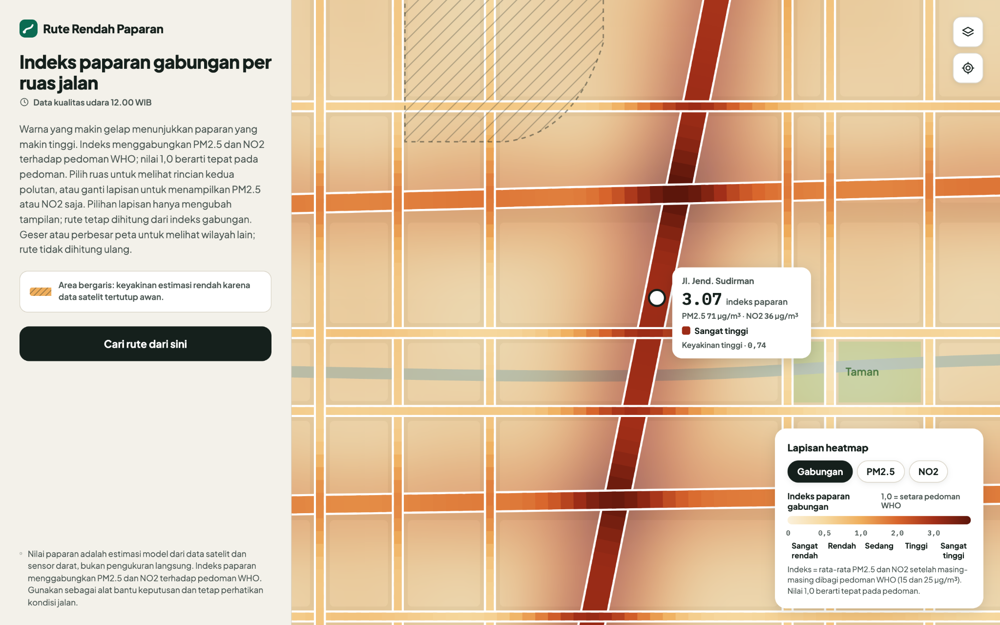 Rute Rendah Paparan
Indeks paparan gabungan per
ruas jalan
Data kualitas udara 12.00 WIB
Warna yang makin gelap menunjukkan paparan yang
makin tinggi. Indeks menggabungkan PM2.5 dan NO2
terhadap pedoman WHO; nilai 1,0 berarti tepat pada
pedoman. Pilih ruas untuk melihat rincian kedua
polutan, atau ganti lapisan untuk menampilkan PM2.5
atau NO2 saja. Pilihan lapisan hanya mengubah
tampilan; rute tetap dihitung dari indeks gabungan.
Geser atau perbesar peta untuk melihat wilayah lain;
rute tidak dihitung ulang.
Area bergaris: keyakinan estimasi rendah karena
data satelit tertutup awan.
Cari rute dari sini
Nilai paparan adalah estimasi model dari data satelit dan
sensor darat, bukan pengukuran langsung. Indeks paparan
menggabungkan PM2.5 dan NO2 terhadap pedoman WHO.
Gunakan sebagai alat bantu keputusan dan tetap perhatikan
kondisi jalan.
Jl. Jend. Sudirman
3.07 indeks paparan
PM2.5 71 µg/m³ · NO2 36 µg/m³
Sangat tinggi
Keyakinan tinggi · 0,74
Taman
Lapisan heatmap
Gabungan PM2.5 NO2
Indeks paparan
gabungan
1,0 = setara pedoman
WHO
0 0,5 1,0 2,0 3,0
Sangat rendah Rendah Sedang Tinggi Sangat tinggi
Indeks = rata-rata PM2.5 dan NO2 setelah masing-
masing dibagi pedoman WHO (15 dan 25 µg/m³).
Nilai 1,0 berarti tepat pada pedoman.